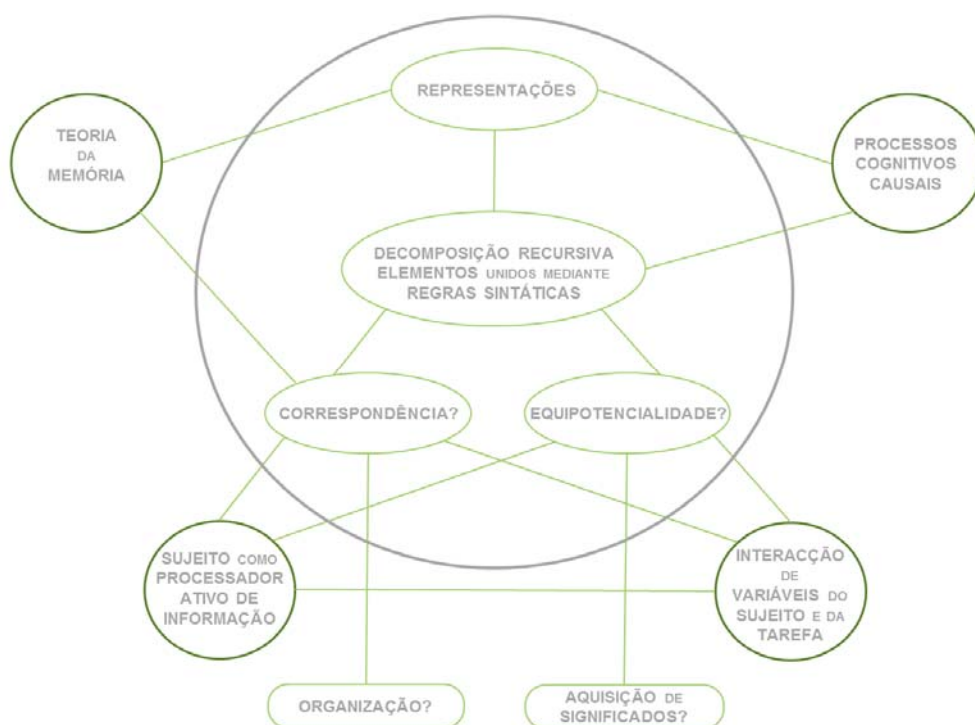 REPRESENTAÇÕES
TEORIA
DA
MEMÓRIA
PROCESSOS
COGNITIVOS
CAUSAIS
DECOMPOSIÇÃO RECURSIVA
ELEMENTOS UNIDOS MEDIANTE
REGRAS SINTÁTICAS
CORRESPONDÊNCIA?
EQUIPOTENCIALIDADE?
SUJEITO COMO
PROCESSADOR
ATIVO DE
INFORMAÇÃO
INTERACÇÃO
DE
VARIÁVEIS DO
SUJEITO E DA
TAREFA
ORGANIZAÇÃO?
AQUISIÇÃO DE
SIGNIFICADOS?